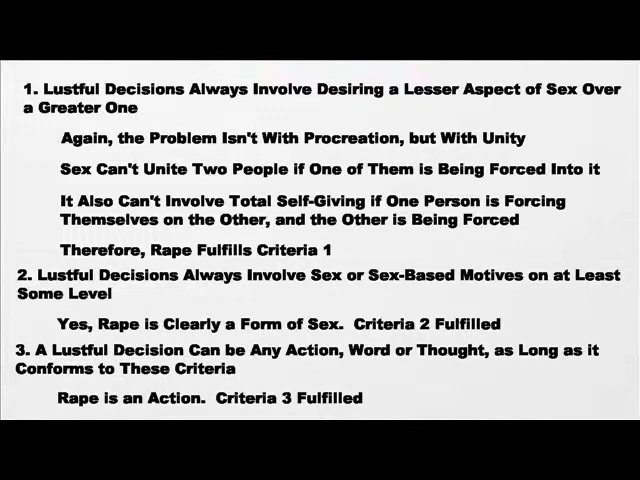 1. Lustful Decisions Always Involve Desiring a Lesser Aspect of Sex Over
a Greater One
Again, the Problem Isn't With Procreation, but With Unity
Sex Can't Unite Two People if One of Them is Being Forced Into it
It Also Can't Involve Total Self-Giving if One Person is Forcing
Themselves on the Other, and the Other is Being Forced
Therefore, Rape Fulfills Criteria 1
2. Lustful Decisions Always Involve Sex or Sex-Based Motives on at Least
Some Level
Yes, Rape is Clearly a Form of Sex.  Criteria 2 Fulfilled
3. A Lustful Decision Can be Any Action, Word or Thought, as Long as it
Conforms to These Criteria
Rape is an Action.  Criteria 3 Fulfilled